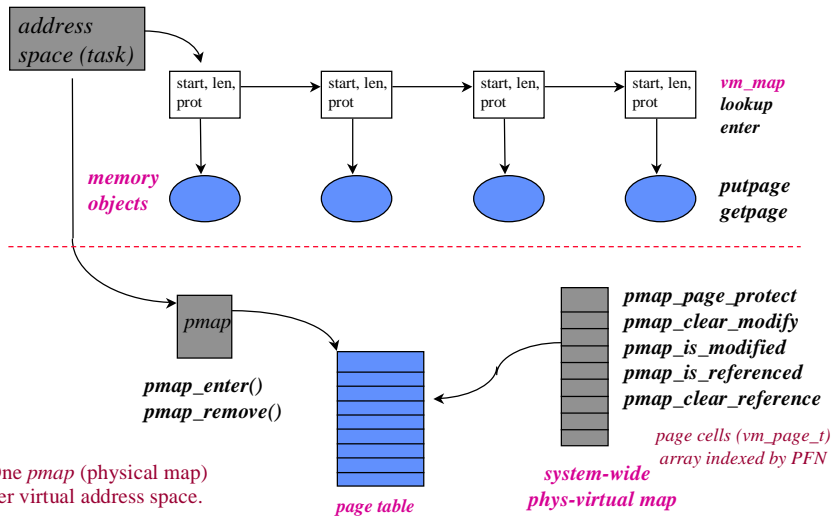 address
space (task)
start, len,
prot
start, len,
prot
start, len,
prot
start, len,
prot
vm_map
lookup
enter
memory
objects
putpage
getpage
pmap
pmap_enter()
pmap_remove()
pmap_page_protect
pmap_clear_modify
pmap_is_modified
pmap_is_referenced
pmap_clear_reference
page cells (vm_page_t)
array indexed by PFN
system-wide
phys-virtual map
ne pmap (physical map)
er virtual address space.
page table